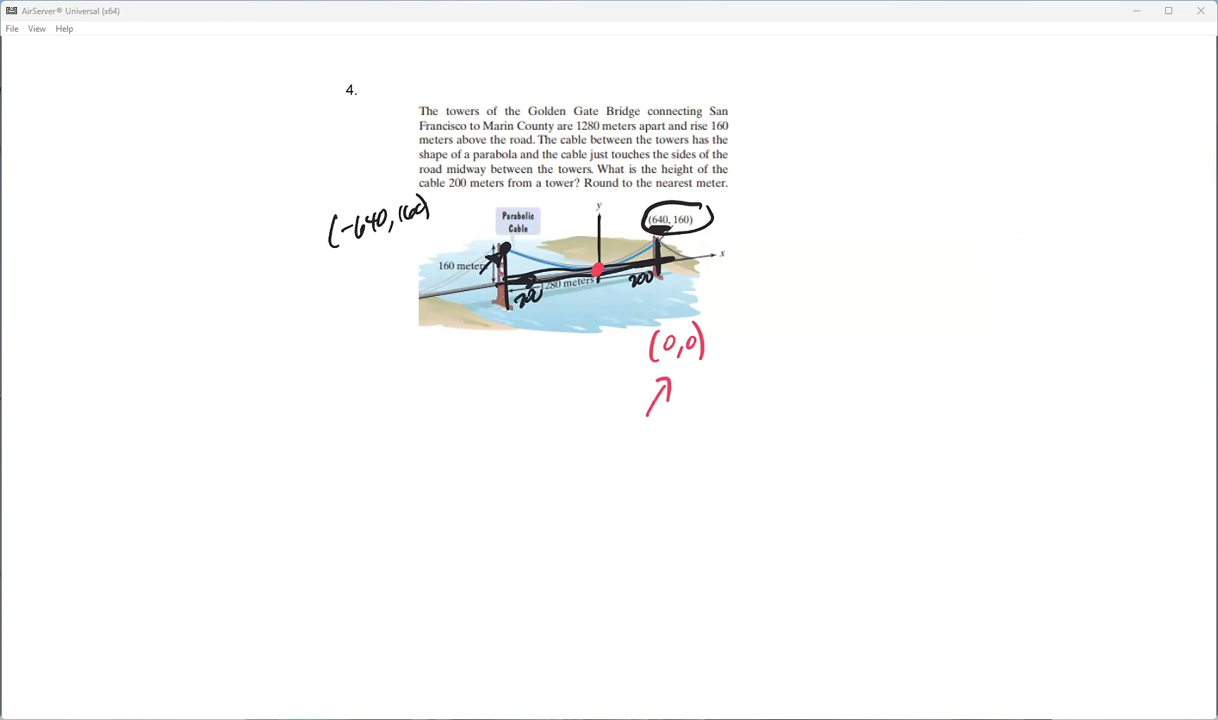 AirServer® Universal (x64)
File View Help
4.
The towers of the Golden Gate Bridge connecting San
Francisco to Marin County are 1280 meters apart and rise 160
meters above the road. The cable between the towers has the
shape of a parabola and the cable just touches the sides of the
road midway between the towers. What is the height of the
cable 200 meters from a tower? Round to the nearest meter.
(-640, 160)
Parabolic
Cable
y
(640, 160)
x
160 meters
1280 meters
200
200
(0,0)